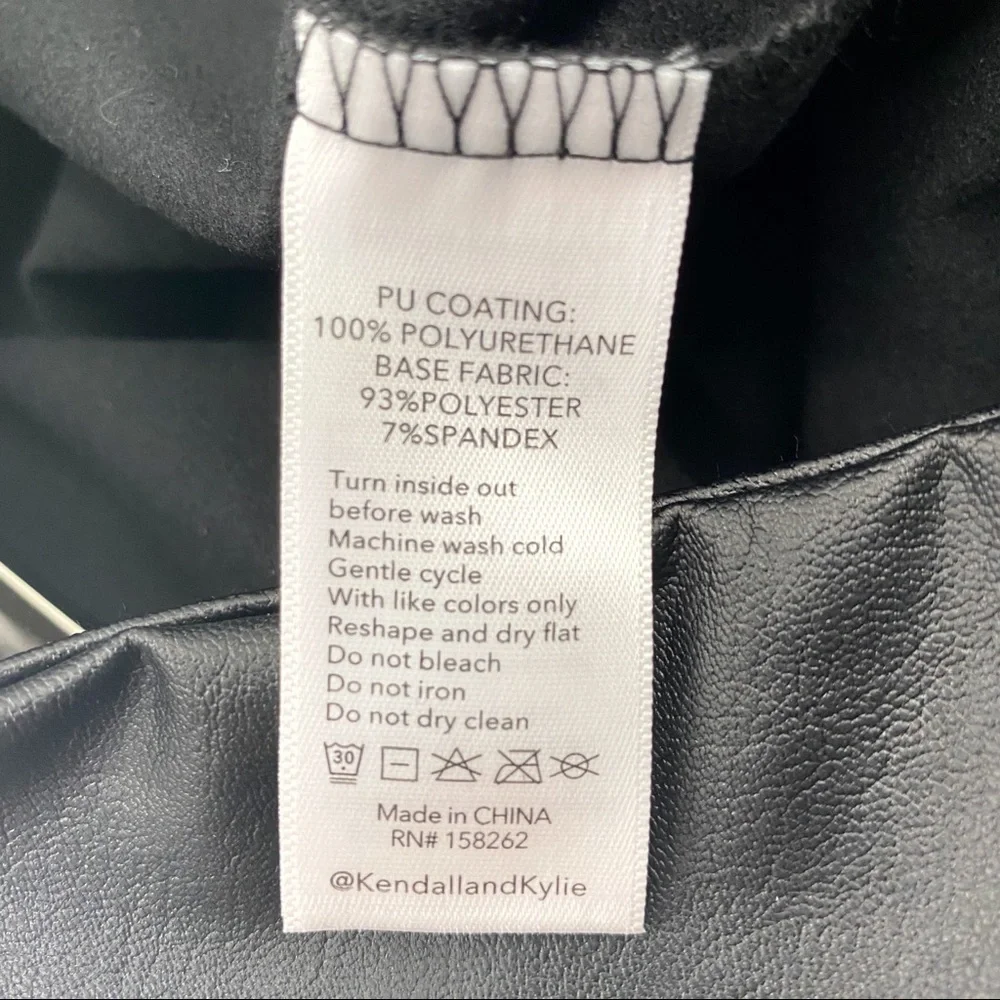 PU COATING:
100% POLYURETHANE
BASE FABRIC:
93%POLYESTER
7%SPANDEX
Turn inside out
before wash
Machine wash cold
Gentle cycle
With like colors only
Reshape and dry flat
Do not bleach
Do not iron
Do not dry clean
30
Made in CHINA
RN# 158262
@KendallandKylie